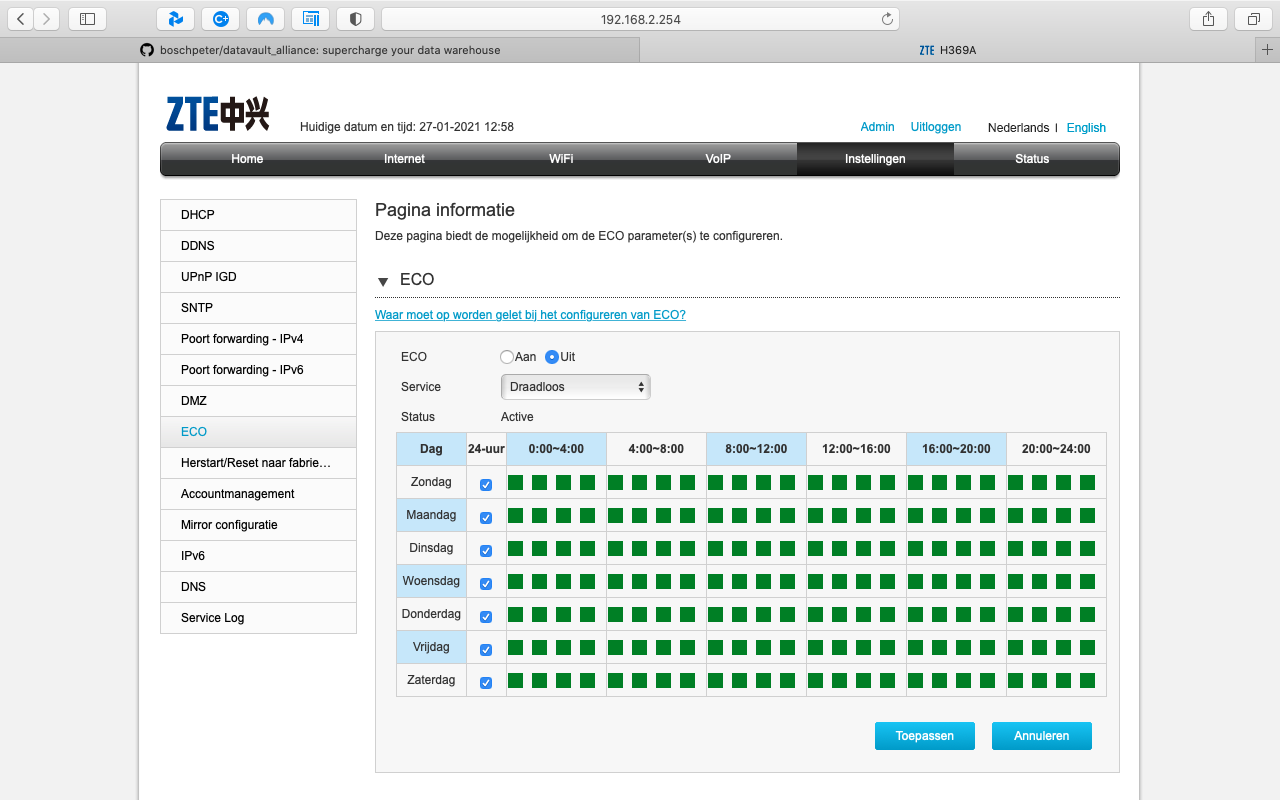 192.168.2.254
boschpeter/datavault_alliance: supercharge your data warehouse
ZTE H369A
ZTE中兴
Huidige datum en tijd: 27-01-2021 12:58
Admin Uitloggen Nederlands | English
Home Internet WiFi VoIP Instellingen Status
DHCP
DDNS
UPnP IGD
SNTP
Poort forwarding - IPv4
Poort forwarding - IPv6
DMZ
ECO
Herstart/Reset naar fabrie…
Accountmanagement
Mirror configuratie
IPv6
DNS
Service Log
Pagina informatie
Deze pagina biedt de mogelijkheid om de ECO parameter(s) te configureren.
ECO
Waar moet op worden gelet bij het configureren van ECO?
ECO Aan Uit
Service Draadloos
Status Active
Dag 24-uur 0:00~4:00 4:00~8:00 8:00~12:00 12:00~16:00 16:00~20:00 20:00~24:00
Zondag
Maandag
Dinsdag
Woensdag
Donderdag
Vrijdag
Zaterdag
Toepassen Annuleren